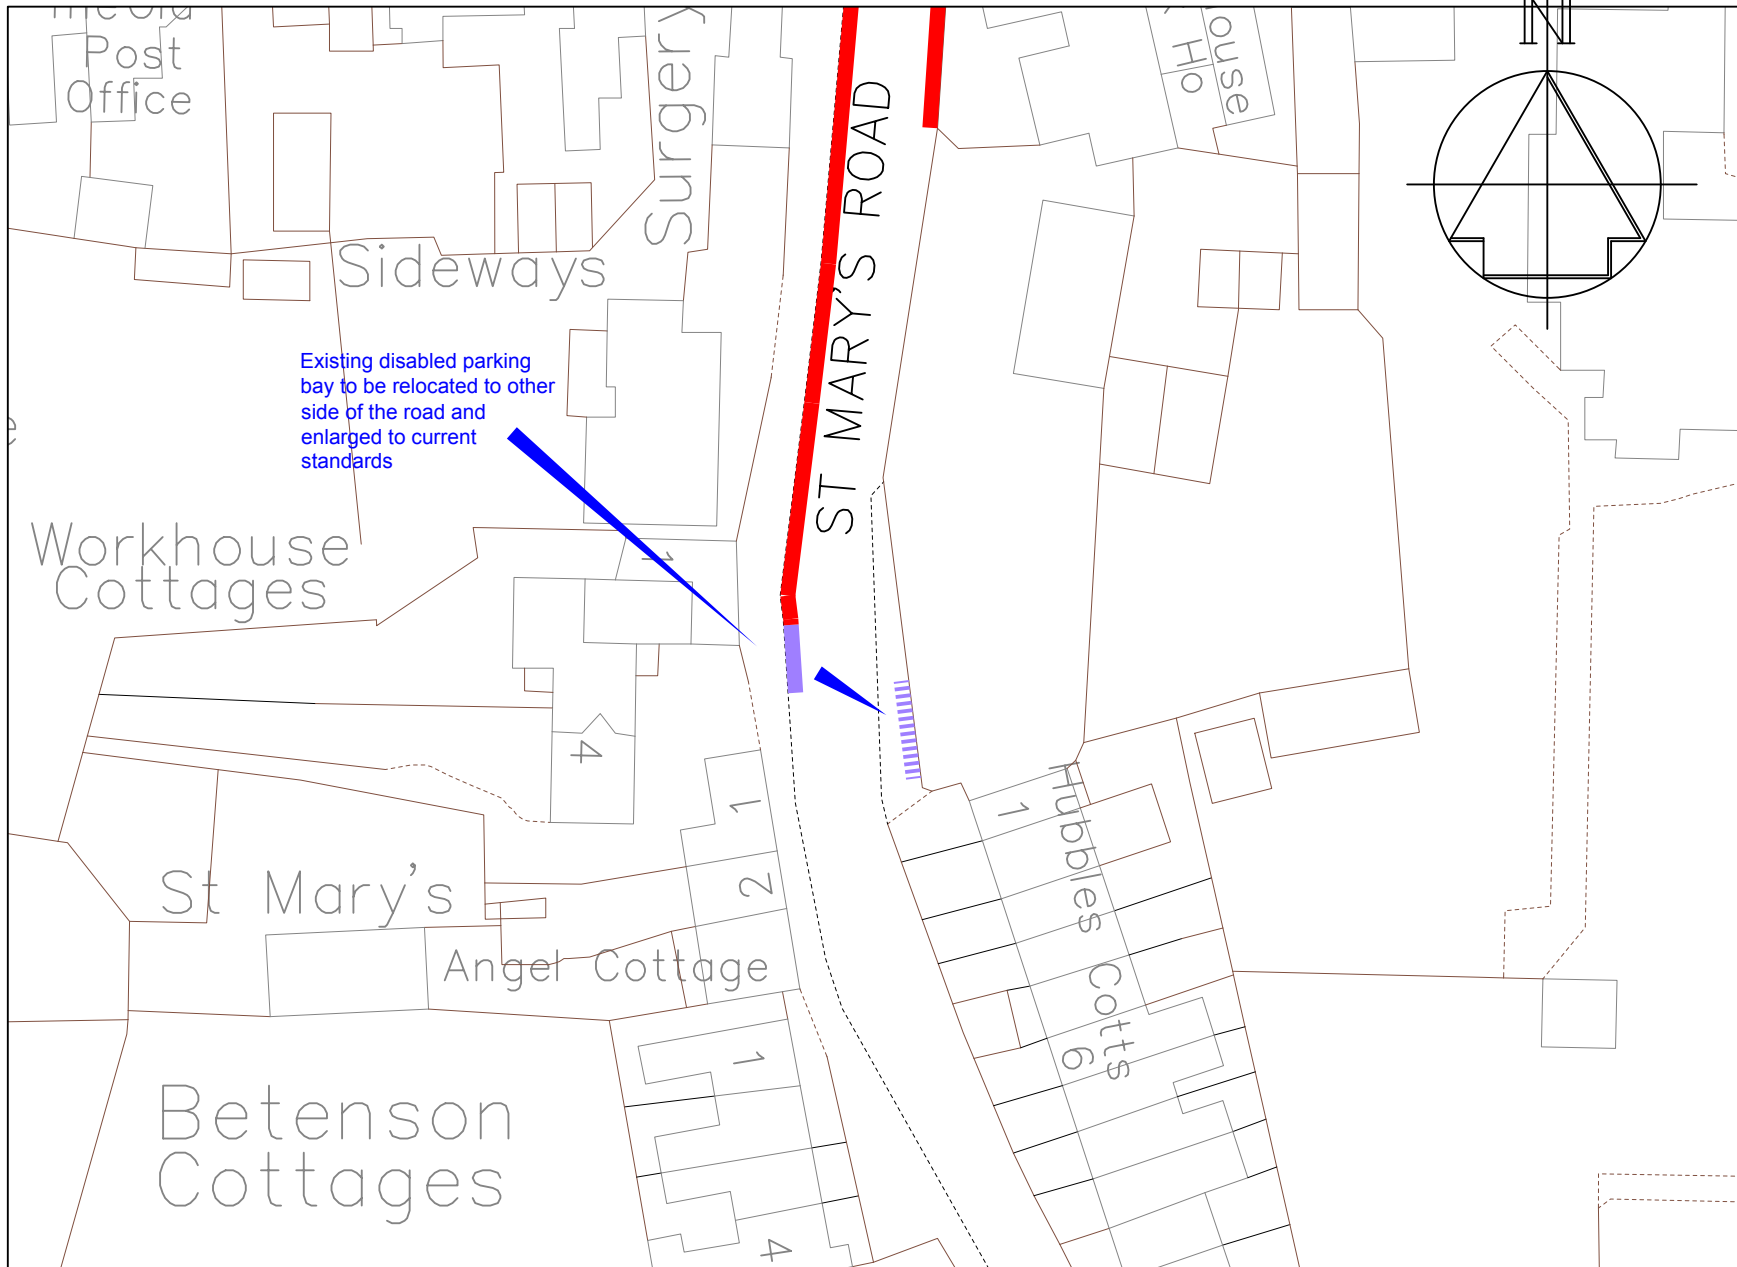 The Old
Post
Office
Surgery
House
Ho
N
ST MARY'S ROAD
Sideways
Existing disabled parking
bay to be relocated to other
side of the road and
enlarged to current
standards
Workhouse
Cottages
1
4
1
2
St Mary's
Angel Cottage
1
Hubbles Cotts
6
1
Betenson
Cottages
4